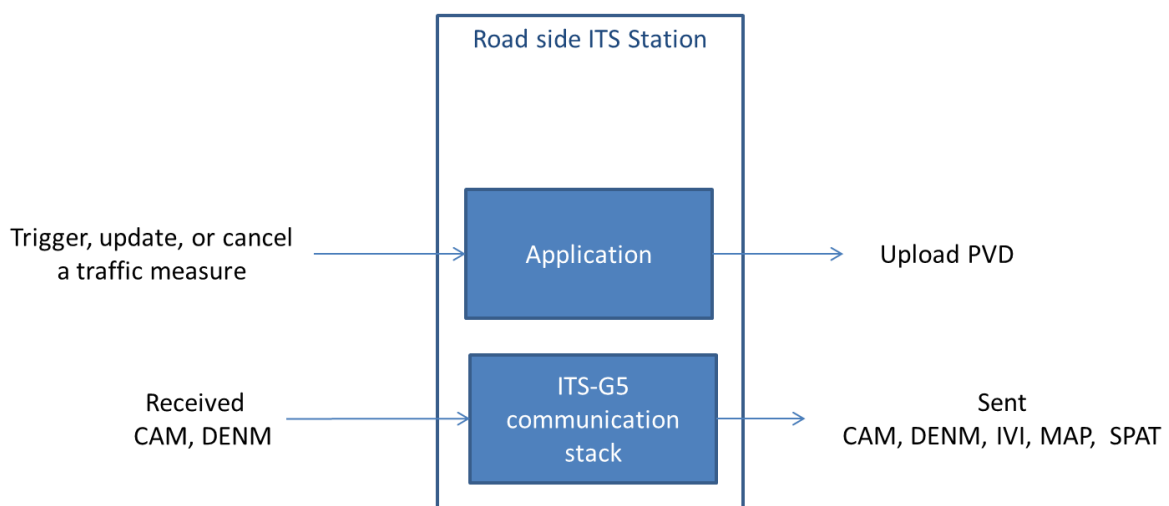 Road side ITS Station
Trigger, update, or cancel
a traffic measure
Application
Upload PVD
Received
CAM, DENM
ITS-G5
communication
stack
Sent
CAM, DENM, IVI, MAP, SPAT